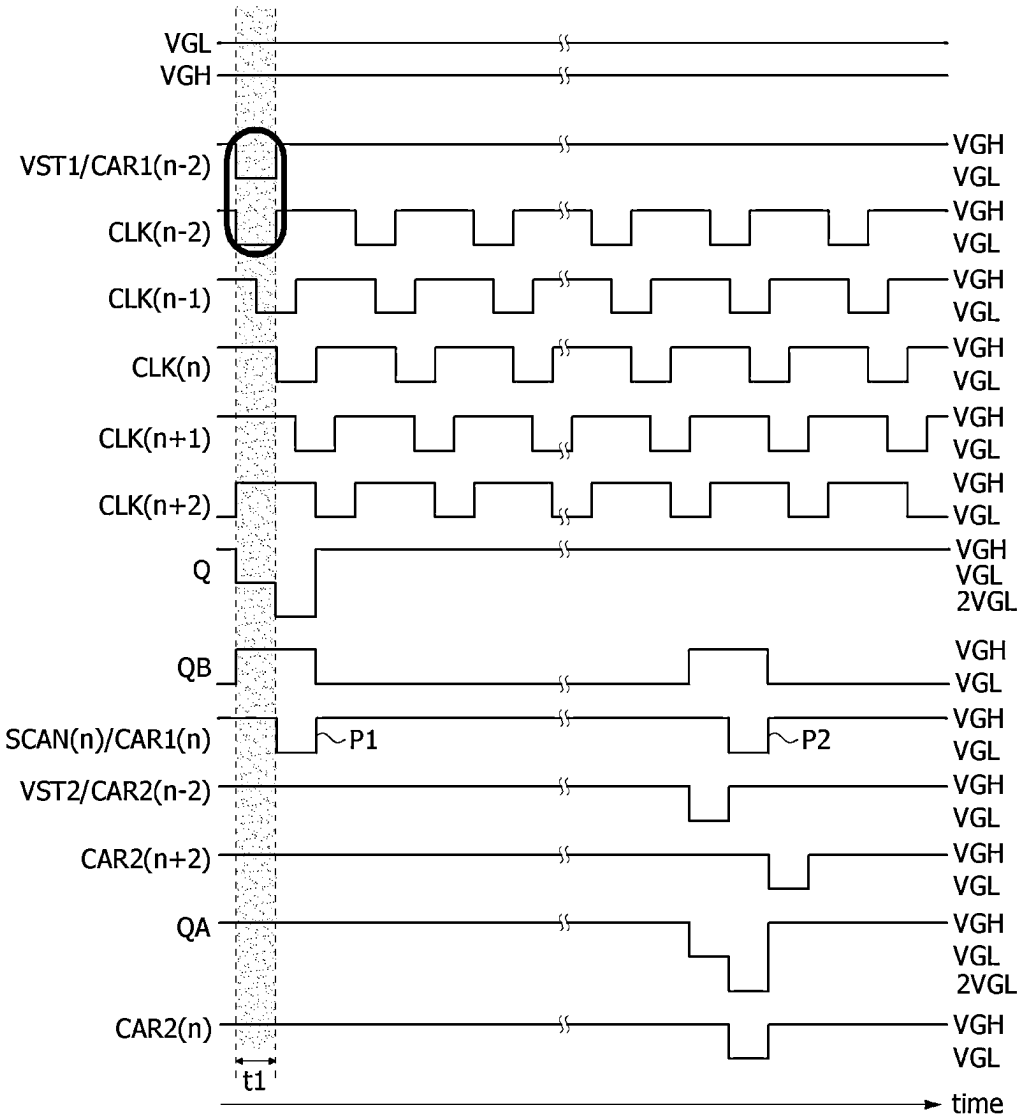 VGL
VGH
VST1/CAR1(n-2)
VGH
VGL
CLK(n-2)
VGH
VGL
CLK(n-1)
VGH
VGL
CLK(n)
VGH
VGL
CLK(n+1)
VGH
VGL
CLK(n+2)
VGH
VGL
Q
VGH
VGL
2VGL
QB
VGH
VGL
SCAN(n)/CAR1(n)
P1
P2
VGH
VGL
VST2/CAR2(n-2)
VGH
VGL
CAR2(n+2)
VGH
VGL
QA
VGH
VGL
2VGL
CAR2(n)
VGH
VGL
t1
time